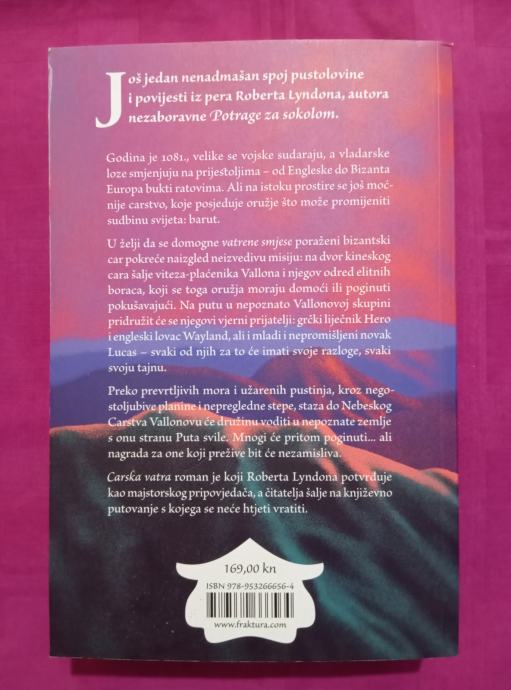 Još jedan nenadmašan spoj pustolovine
i povijesti iz pera Roberta Lyndona, autora
nezaboravne Potrage za sokolom.
Godina je 1081., velike se vojske sudaraju, a vladarske
loze smjenjuju na prijestoljima – od Engleske do Bizanta
Europa bukti ratovima. Ali na istoku prostire se još moć-
nije carstvo, koje posjeduje oružje što može promijeniti
sudbinu svijeta: barut.
U želji da se domogne vatrene smjese poraženi bizantski
car pokreće naizgled neizvedivu misiju: na dvor kineskog
cara šalje viteza-plaćenika Vallona i njegov odred elitnih
boraca, koji se toga oružja moraju domoći ili poginuti
pokušavajući. Na putu u nepoznato Vallonovoj skupini
pridružit će se njegovi vjerni prijatelji: grčki liječnik Hero
i engleski lovac Wayland, ali i mladi i nepromišljeni novak
Lucas – svaki od njih za to će imati svoje razloge, svaki
svoju tajnu.
Preko prevrtljivih mora i užarenih pustinja, kroz nego-
stoljubive planine i nepregledne stepe, staza do Nebeskog
Carstva Vallonovu će družinu voditi u nepoznate zemlje
s onu stranu Puta svile. Mnogi će pritom poginuti... ali
nagrada za one koji prežive bit će nezamisliva.
Carska vatra roman je koji Roberta Lyndona potvrđuje
kao majstorskog pripovjedača, a čitatelja šalje na književno
putovanje s kojega se neće htjeti vratiti.
169,00 kn
ISBN 978-953266656-4
www.fraktura.com